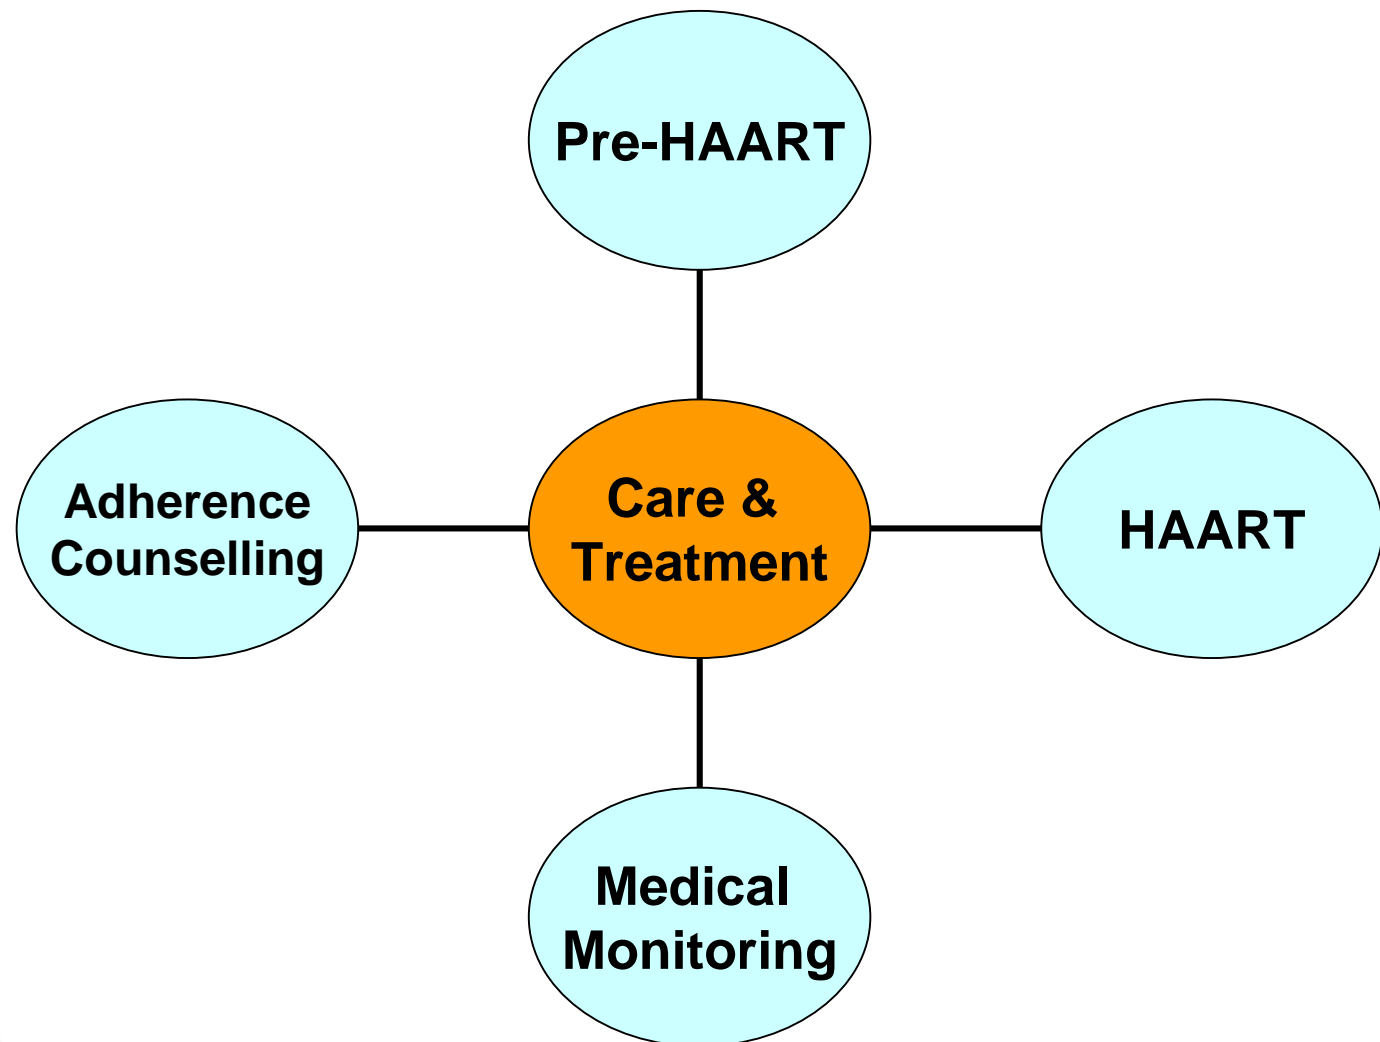 Pre-HAART
Adherence
Counselling
Care &
Treatment
HAART
Medical
Monitoring